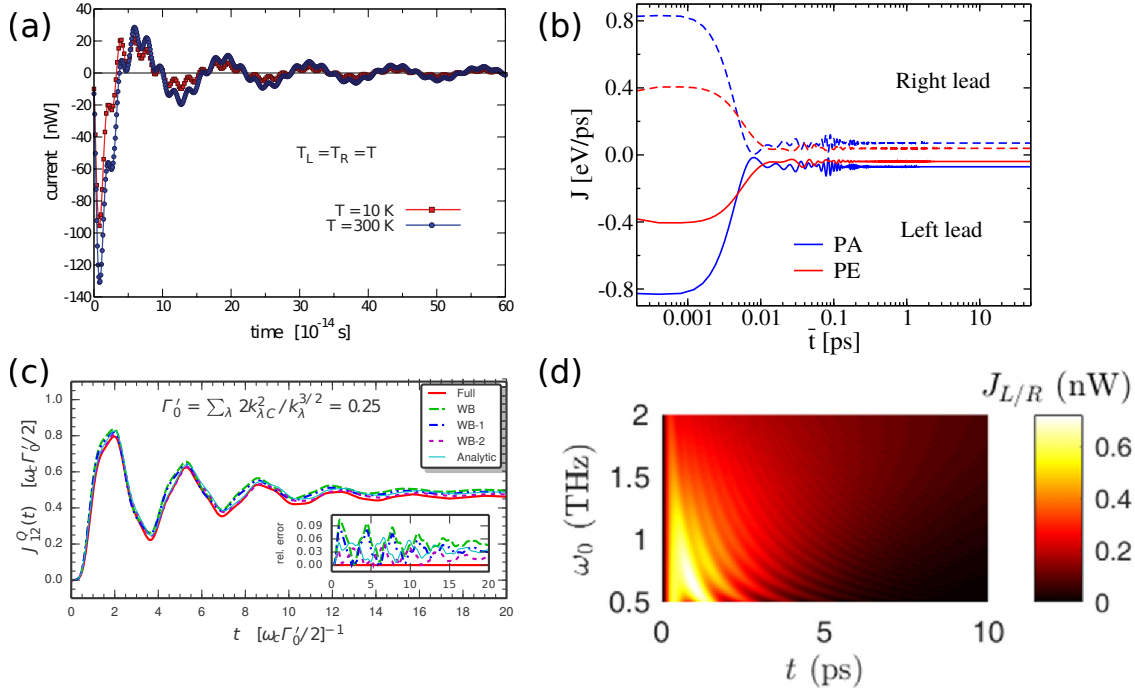 (a)
40
20
0
-20
-40
-60
-80
-100
-120
-140
current [nW]
T_L = T_R = T
T = 10 K
T = 300 K
0 10 20 30 40 50 60
time [10^-14 s]
(b)
0.8
0.4
0.0
-0.4
-0.8
J [eV/ps]
Right lead
Left lead
PA
PE
0.001 0.01 0.1 1 10
t̄ [ps]
(c)
1.0
0.8
0.6
0.4
0.2
0.0
J^Q_12(t) [ω_cΓ'_0/2]
Γ'_0 = ∑_λ 2k^2_λC/k^3/2_λ = 0.25
Full
WB
WB-1
WB-2
Analytic
rel. error
0.09
0.06
0.03
0.00
0 5 10 15 20
0 2 4 6 8 10 12 14 16 18 20
t [ω_cΓ'_0/2]^-1
(d)
J_L/R (nW)
2
1.5
1
0.5
ω_0 (THz)
0 5 10
t (ps)
0.6
0.4
0.2
0